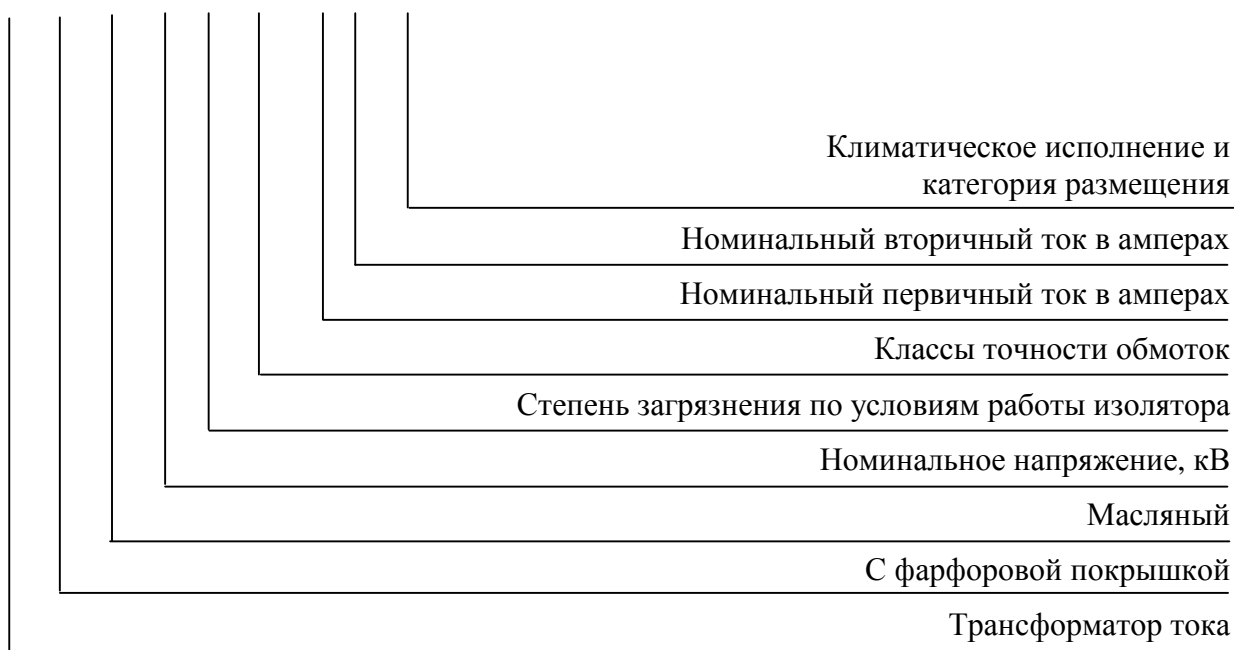 Климатическое исполнение и
категория размещения
Номинальный вторичный ток в амперах
Номинальный первичный ток в амперах
Классы точности обмоток
Степень загрязнения по условиям работы изолятора
Номинальное напряжение, кВ
Масляный
С фарфоровой покрышкой
Трансформатор тока